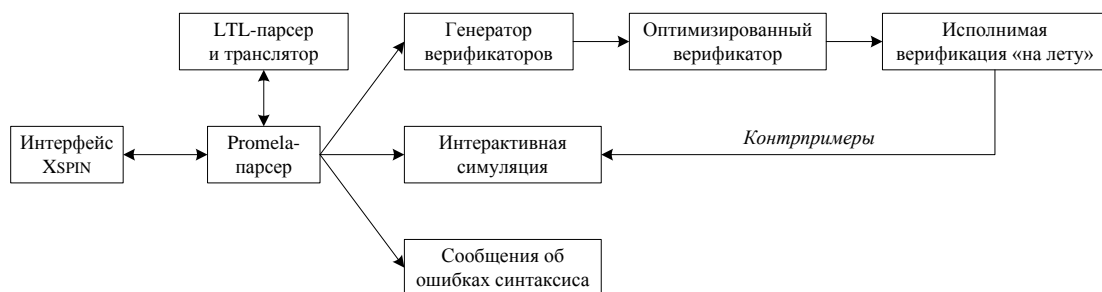 LTL-парсер
и транслятор
Генератор
верификаторов
Оптимизированный
верификатор
Исполнимая
верификация «на лету»
Интерфейс
XSPIN
Promela-
парсер
Интерактивная
симуляция
Контрпримеры
Сообщения об
ошибках синтаксиса